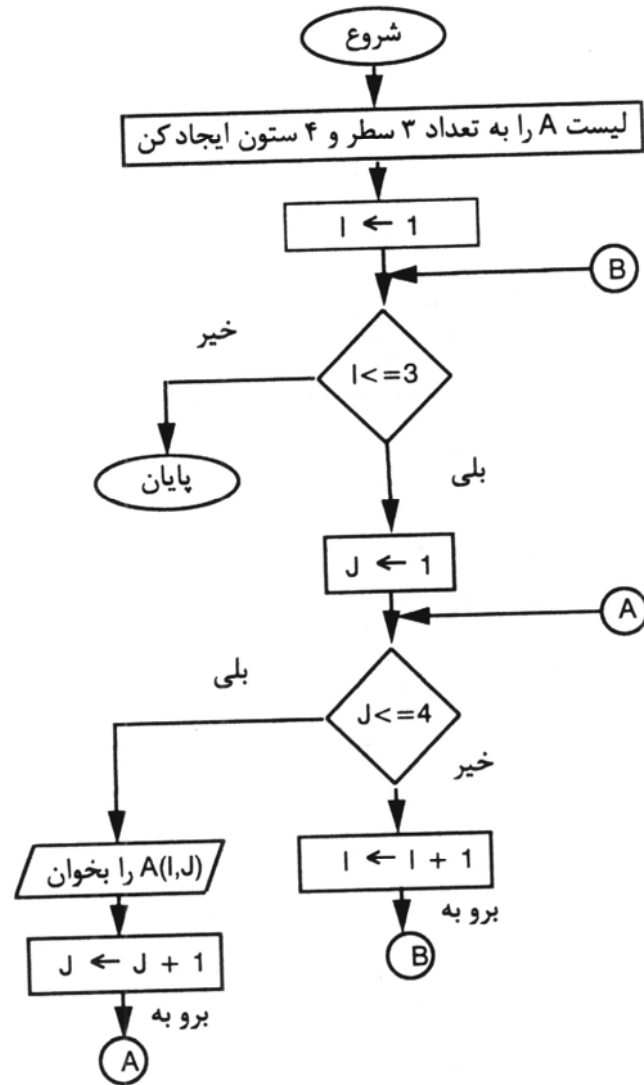 شروع
لیست A را به تعداد ۳ سطر و ۴ ستون ایجاد کن
I ← 1
B
I<=3
خیر
پایان
بلی
J ← 1
A
J<=4
بلی
خیر
A(I,J) را بخوان
I ← I + 1
برو به
B
J ← J + 1
برو به
A